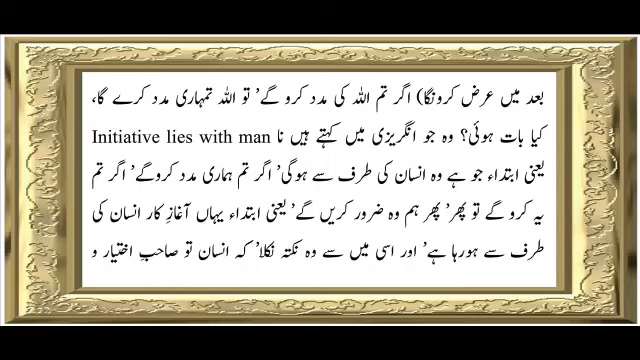 بعد میں عرض کرونگا) اگر تم اللہ کی مدد کرو گے’ تو اللہ تمہاری مدد کرے گا،
کیا بات ہوئی؟ وہ جو انگریزی میں کہتے ہیں نا Initiative lies with man
یعنی ابتداء جو ہے وہ انسان کی طرف سے ہوگی’ اگر تم ہماری مدد کروگے’ اگر تم
یہ کرو گے تو پھر’ پھر ہم وہ ضرور کریں گے’ یعنی ابتداء یہاں آغازِ کار انسان کی
طرف سے ہورہا ہے’ اور اسی میں سے وہ نکتہ نکلا’ کہ انسان تو صاحبِ اختیار و